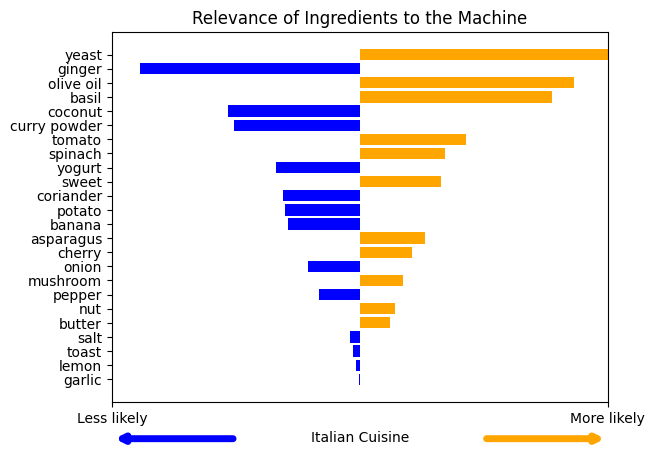 Relevance of Ingredients to the Machine
yeast
ginger
olive oil
basil
coconut
curry powder
tomato
spinach
yogurt
sweet
coriander
potato
banana
asparagus
cherry
onion
mushroom
pepper
nut
butter
salt
toast
lemon
garlic
Less likely More likely
Italian Cuisine